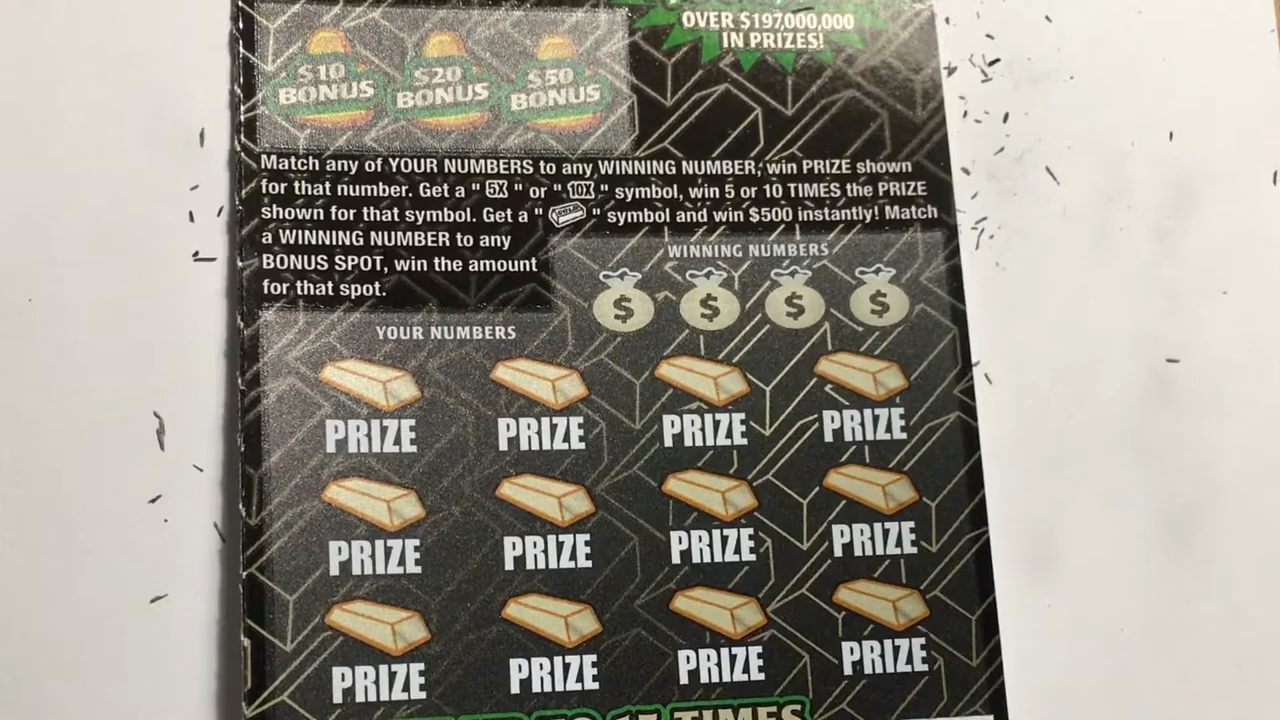 OVER $197,000,000
IN PRIZES!
$10 BONUS
$20 BONUS
$50 BONUS
Match any of YOUR NUMBERS to any WINNING NUMBER, win PRIZE shown
for that number. Get a "5X" or "10X" symbol, win 5 or 10 TIMES the PRIZE
shown for that symbol. Get a " " symbol and win $500 instantly! Match
a WINNING NUMBER to any
BONUS SPOT, win the amount
for that spot.
WINNING NUMBERS
$ $ $ $
YOUR NUMBERS
PRIZE PRIZE PRIZE PRIZE
PRIZE PRIZE PRIZE PRIZE
PRIZE PRIZE PRIZE PRIZE
TIMES